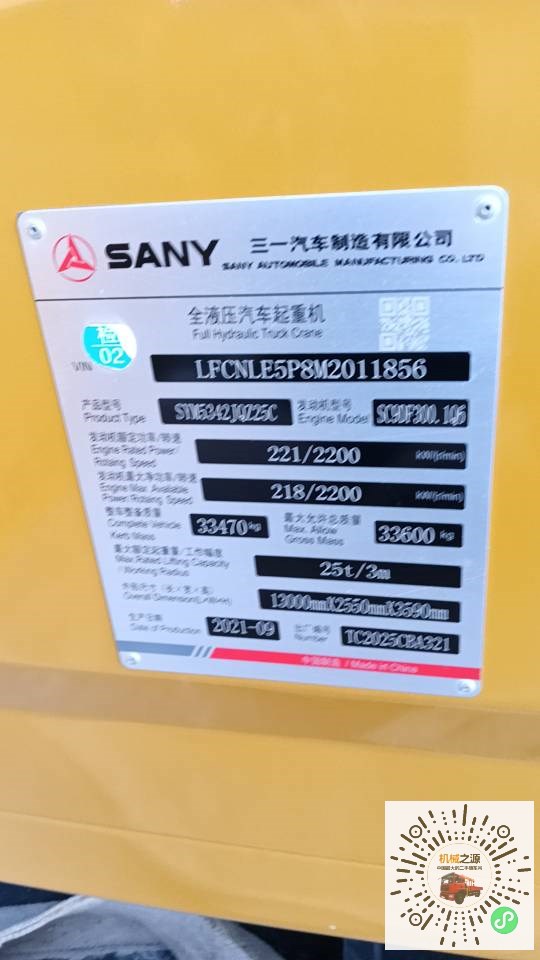 SANY 三一汽车制造有限公司
SANY AUTOMOBILE MANUFACTURING CO. LTD
全液压汽车起重机
Full Hydraulic Truck Crane
检
02
VIN LFCNLE5P8M2011856
产品型号 SYM5342JQZ25C 发动机型号 SC9DF300.1Q6
Product Type Engine Model
发动机额定功率/转速
Engine Rated Power/ 221/2200 kW/(r/min)
Rotaing Speed
发动机最大净功率/转速
Engine Max. Available 218/2200 kW/(r/min)
Power/ Rotaing Speed
整车整备质量 最大允许总质量
Complete Vehicle 33470 kg Max. Allow 33600 kg
Kerb Mass Gross Mass
最大额定起重量/工作幅度
Max.Rated Lifting Capacity 25t/3m
/ Working Radius
外形尺寸(长×宽×高)
Overall Dimension(L×W×H) 13000mmX2550mmX3590mm
生产日期 2021-09 出厂编号 TC2025CBA321
Date of Production Number
中国制造 / Made in China
机械之源